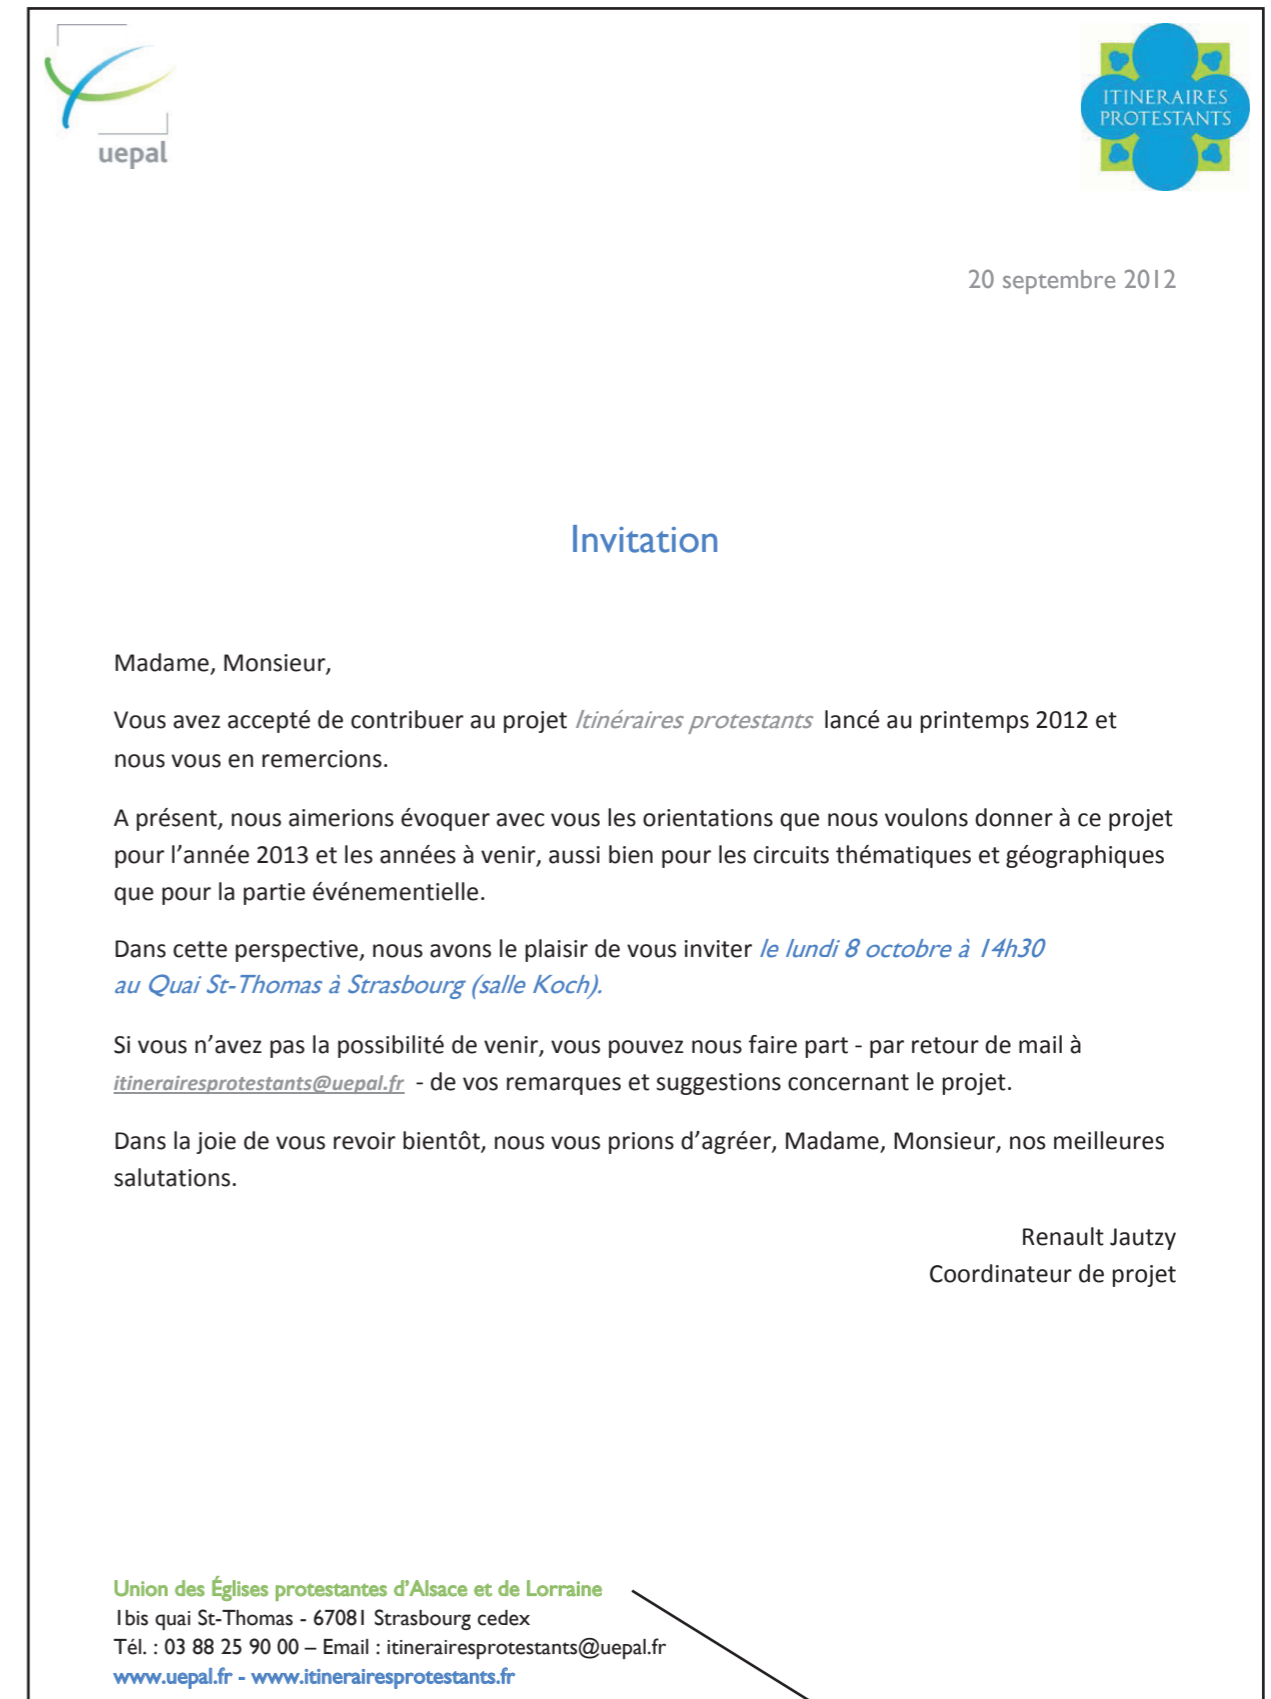 uepal
ITINERAIRES
PROTESTANTS
20 septembre 2012
Invitation
Madame, Monsieur,
Vous avez accepté de contribuer au projet Itinéraires protestants lancé au printemps 2012 et
nous vous en remercions.
A présent, nous aimerions évoquer avec vous les orientations que nous voulons donner à ce projet
pour l’année 2013 et les années à venir, aussi bien pour les circuits thématiques et géographiques
que pour la partie événementielle.
Dans cette perspective, nous avons le plaisir de vous inviter le lundi 8 octobre à 14h30
au Quai St-Thomas à Strasbourg (salle Koch).
Si vous n’avez pas la possibilité de venir, vous pouvez nous faire part - par retour de mail à
itinerairesprotestants@uepal.fr - de vos remarques et suggestions concernant le projet.
Dans la joie de vous revoir bientôt, nous vous prions d’agréer, Madame, Monsieur, nos meilleures
salutations.
Renault Jautzy
Coordinateur de projet
Union des Églises protestantes d’Alsace et de Lorraine
1bis quai St-Thomas - 67081 Strasbourg cedex
Tél. : 03 88 25 90 00 – Email : itinerairesprotestants@uepal.fr
www.uepal.fr - www.itinerairesprotestants.fr